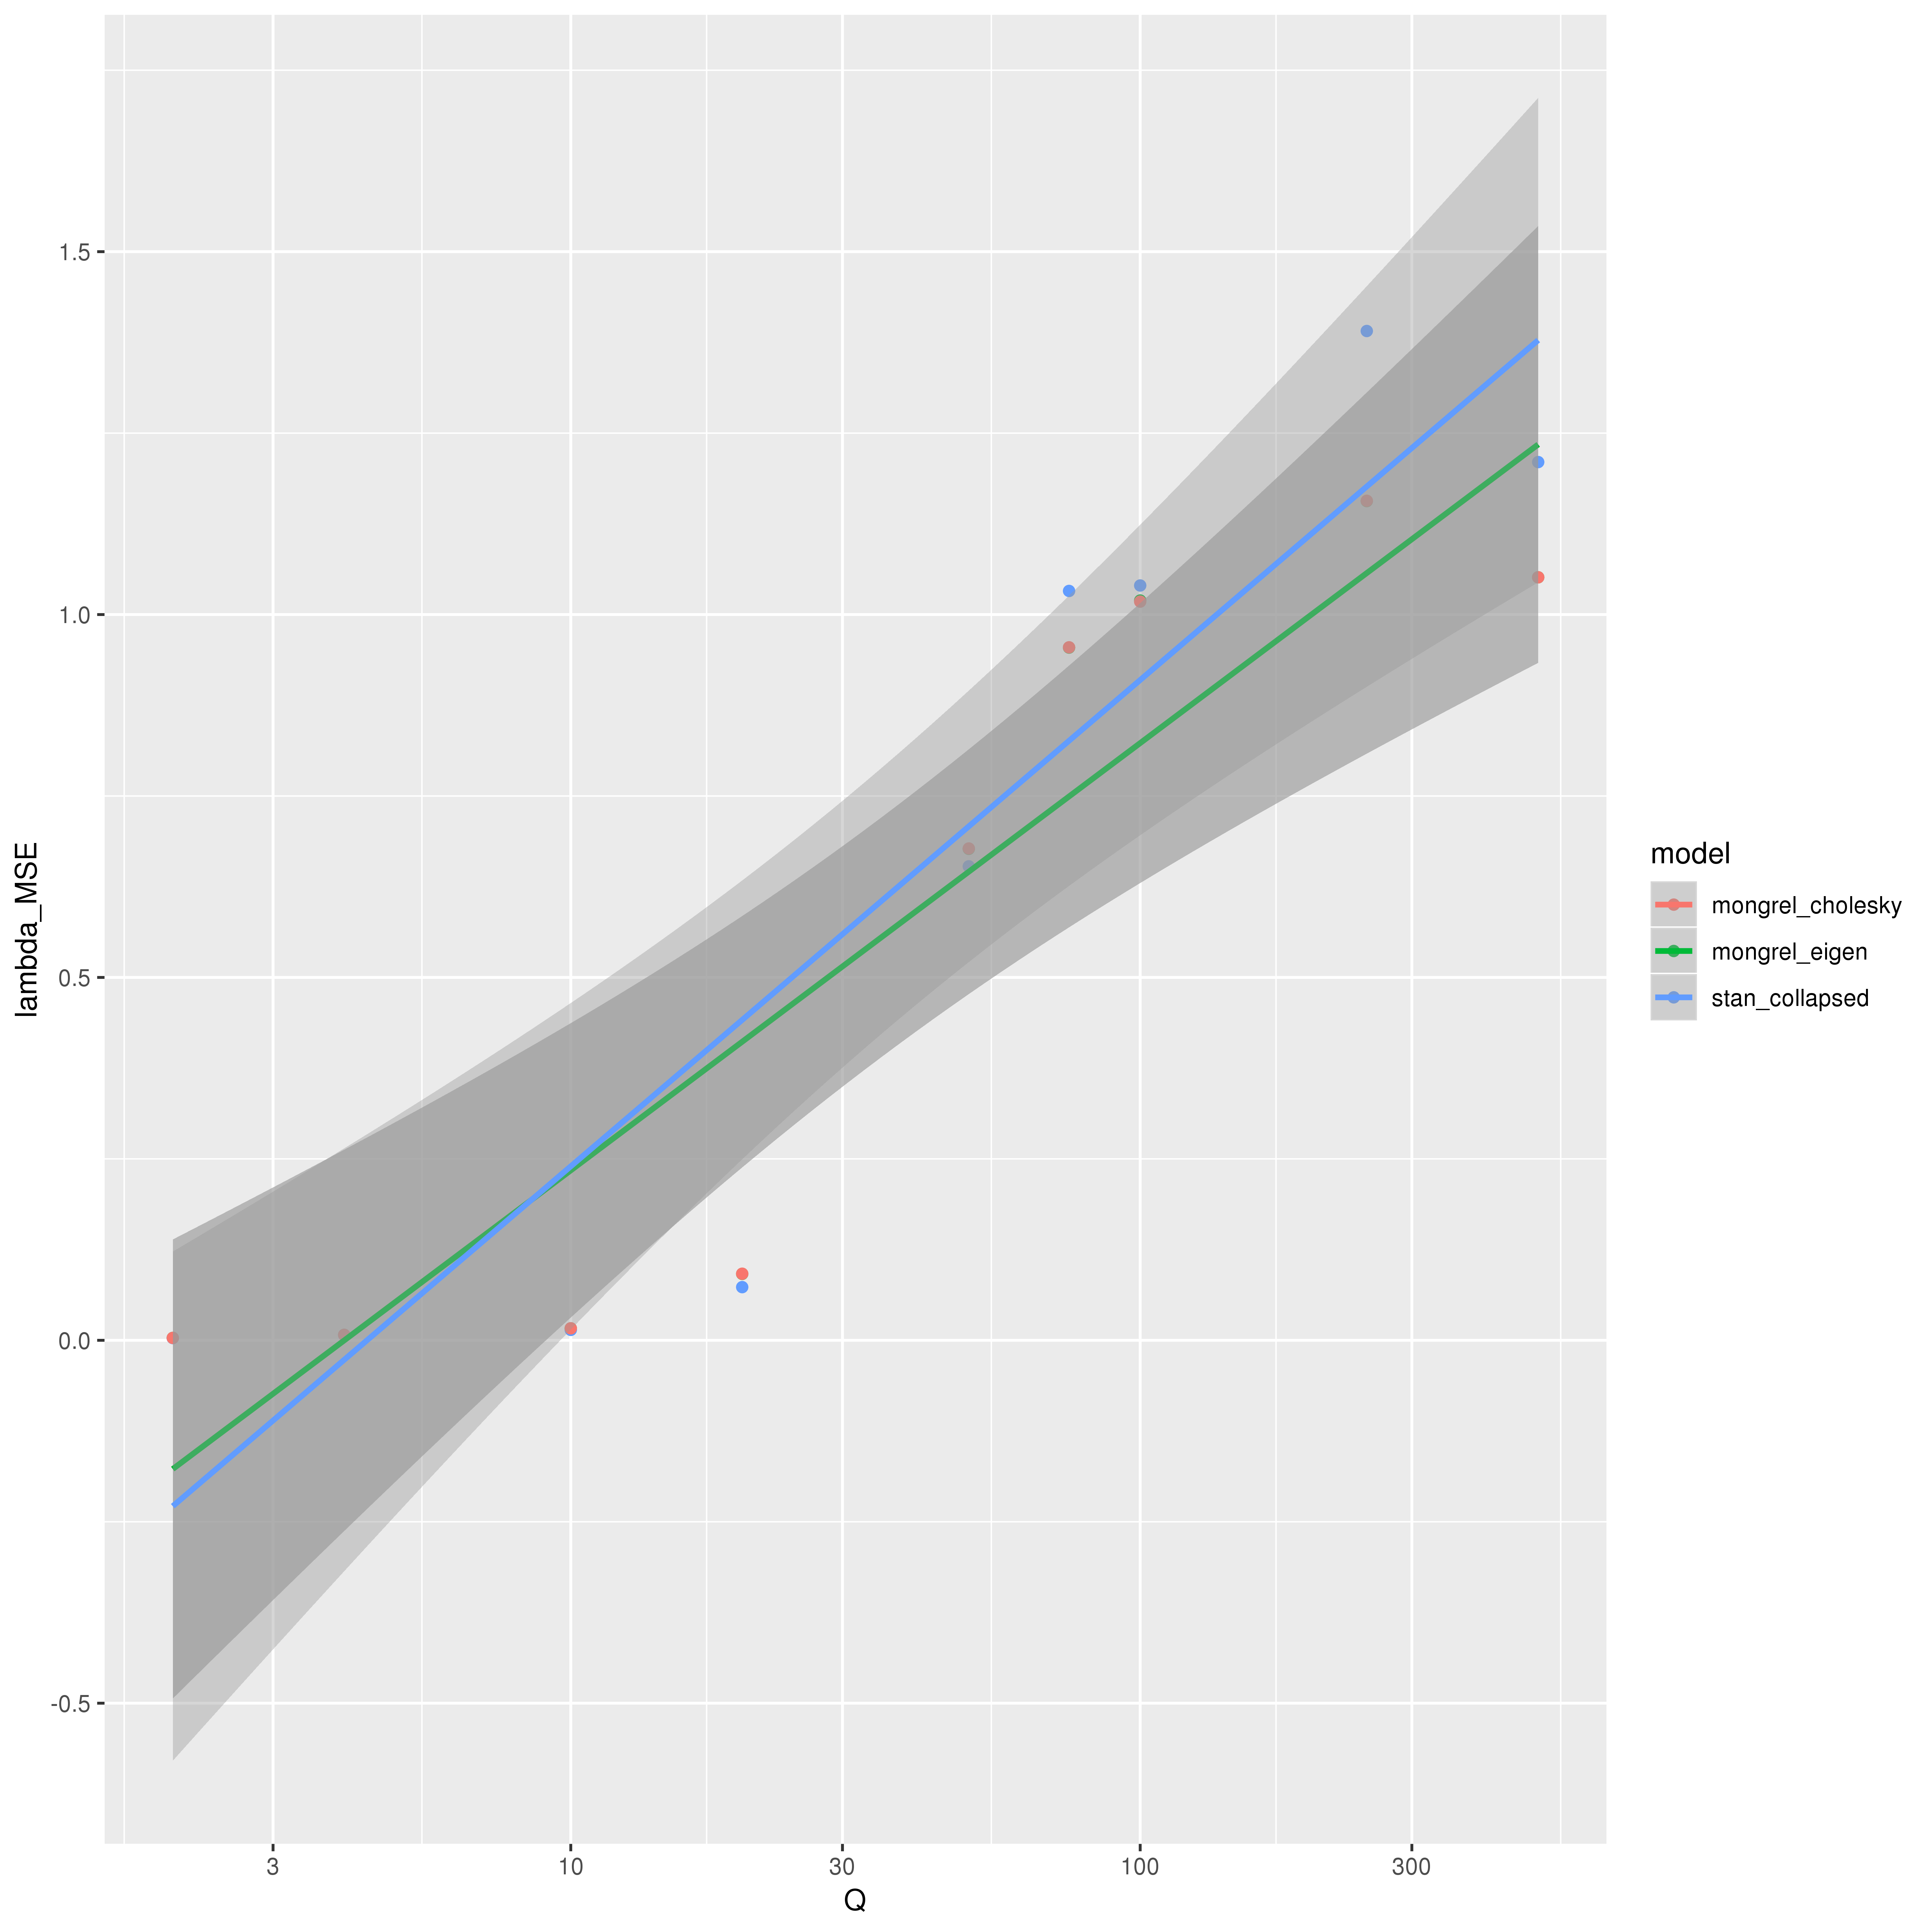 lambda_MSE
1.5
1.0
0.5
0.0
-0.5
3
10
30
100
300
Q
model
mongrel_cholesky
mongrel_eigen
stan_collapsed